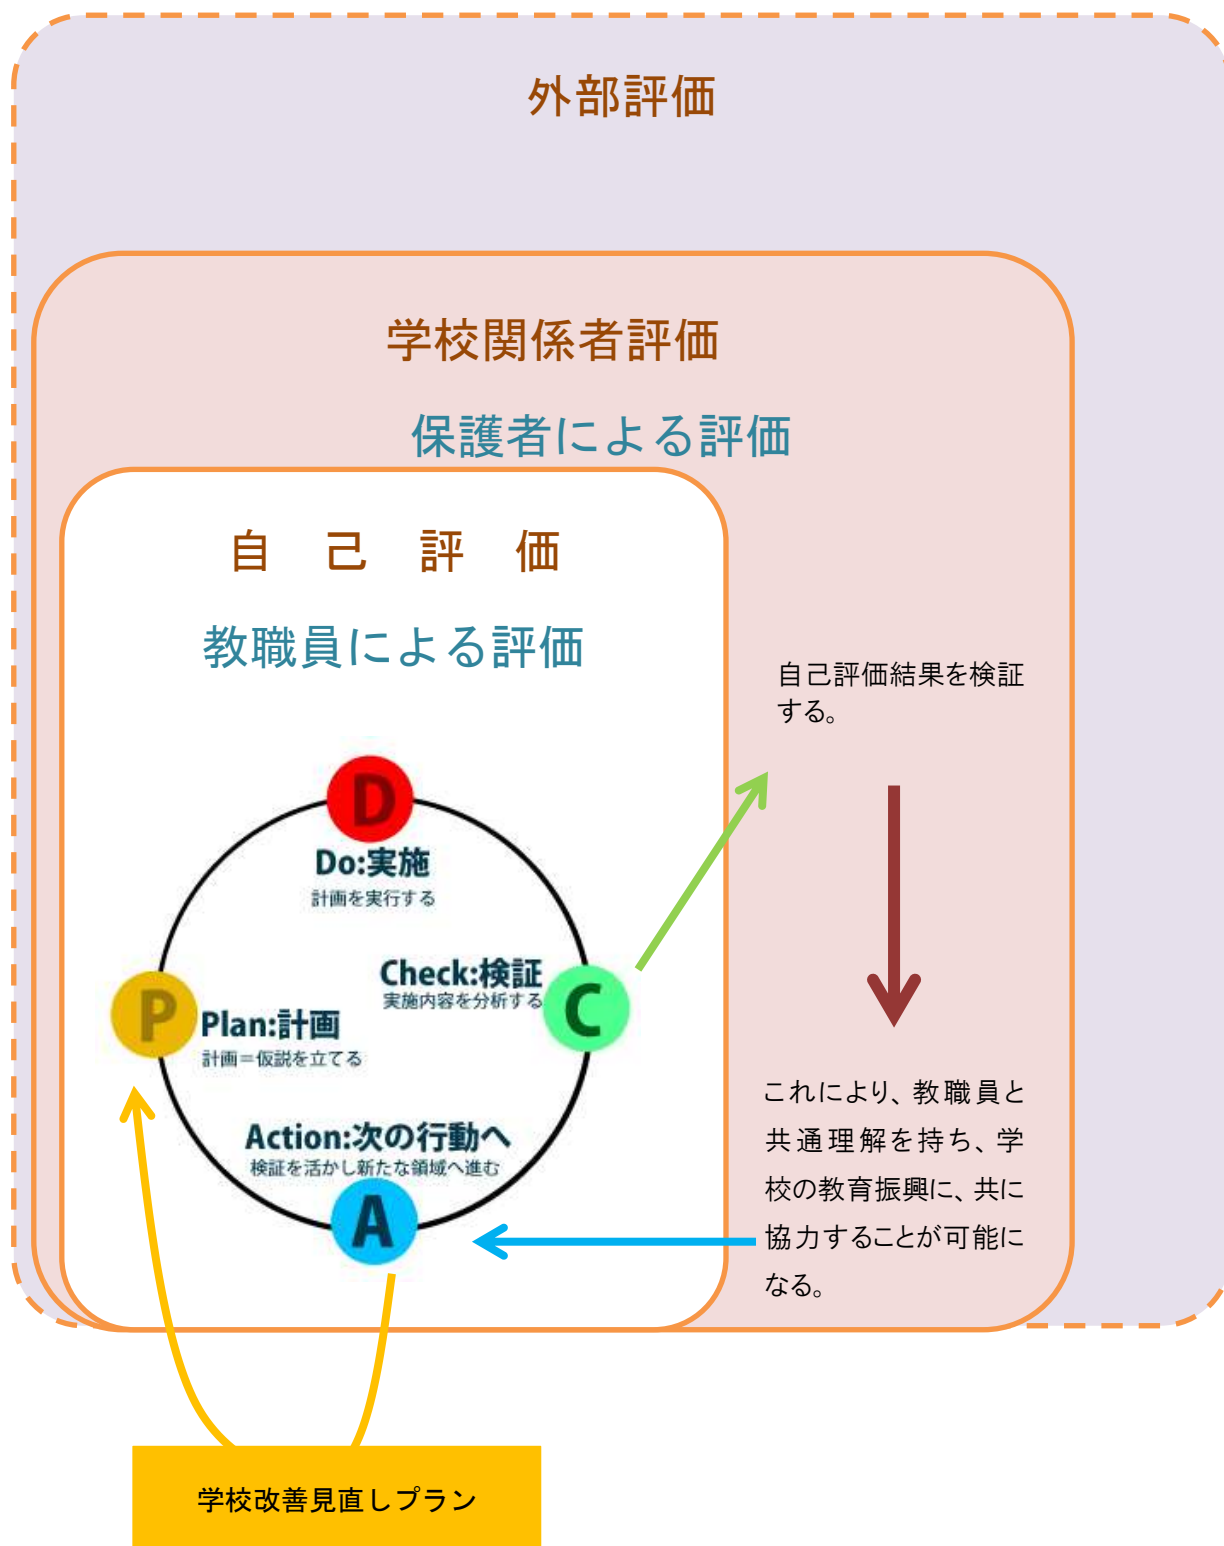 外部評価
学校関係者評価
保護者による評価
自 己 評 価
教職員による評価
自己評価結果を検証
する。
D
Do:実施
計画を実行する
Check:検証
実施内容を分析する
C
P
Plan:計画
計画＝仮説を立てる
Action:次の行動へ
検証を活かし新たな領域へ進む
A
これにより、教職員と
共通理解を持ち、学
校の教育振興に、共に
協力することが可能に
なる。
学校改善見直しプラン